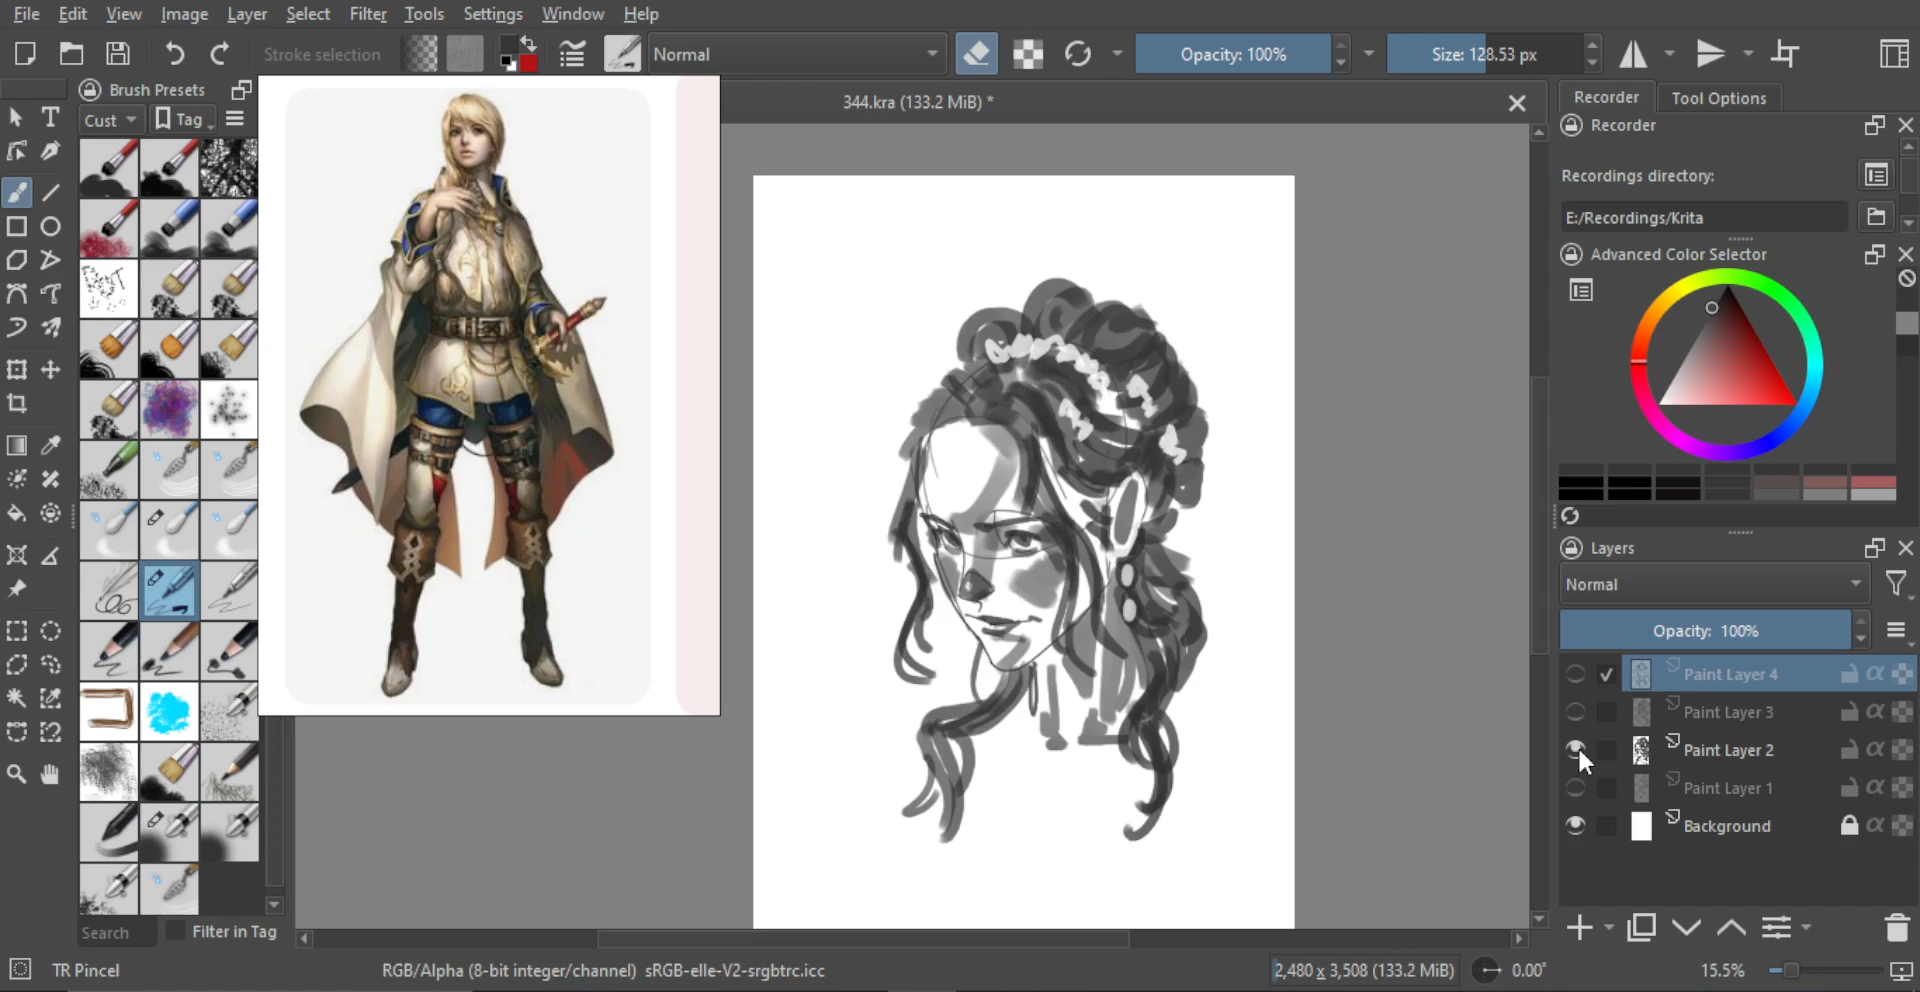 File Edit View Image Layer Select Filter Tools Settings Window Help
Stroke selection Normal Opacity: 100% Size: 128.53 px
Brush Presets
Cust Tag
344.kra (133.2 MiB) *
Recorder Tool Options
Recorder
Recordings directory:
E:/Recordings/Krita
Advanced Color Selector
Layers
Normal
Opacity: 100%
Paint Layer 4
Paint Layer 3
Paint Layer 2
Paint Layer 1
Background
Search Filter in Tag
TR Pincel RGB/Alpha (8-bit integer/channel) sRGB-elle-V2-srgbtrc.icc 2,480 x 3,508 (133.2 MiB) 0.00° 15.5%